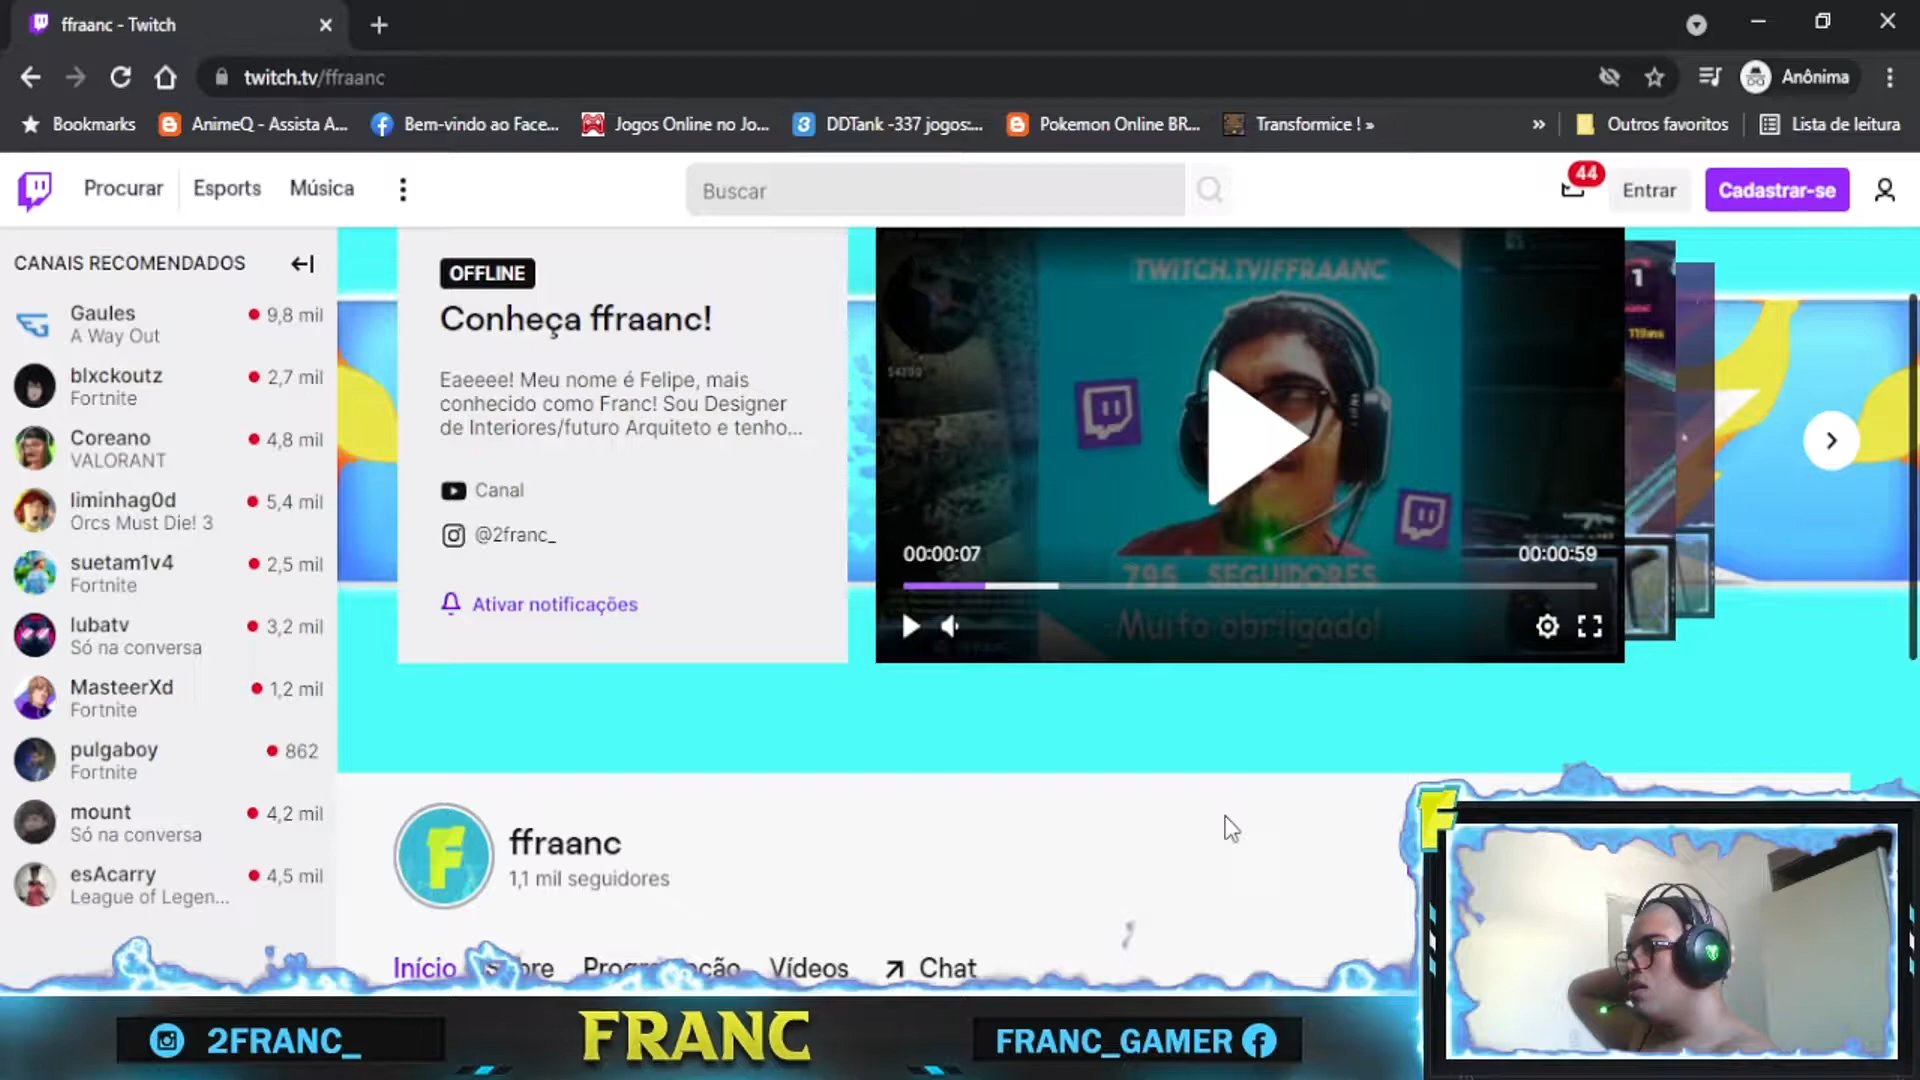 ffraanc - Twitch
twitch.tv/ffraanc
Anônima
Bookmarks
AnimeQ - Assista A...
Bem-vindo ao Face...
Jogos Online no Jo...
DDTank -337 jogos:...
Pokemon Online BR...
Transformice ! »
»
Outros favoritos
Lista de leitura
Procurar
Esports
Música
Buscar
44
Entrar
Cadastrar-se
CANAIS RECOMENDADOS
Gaules
9,8 mil
A Way Out
blxckoutz
2,7 mil
Fortnite
Coreano
4,8 mil
VALORANT
liminhag0d
5,4 mil
Orcs Must Die! 3
suetam1v4
2,5 mil
Fortnite
lubatv
3,2 mil
Só na conversa
MasteerXd
1,2 mil
Fortnite
pulgaboy
862
Fortnite
mount
4,2 mil
Só na conversa
esAcarry
4,5 mil
League of Legen...
OFFLINE
Conheça ffraanc!
Eaeeee! Meu nome é Felipe, mais
conhecido como Franc! Sou Designer
de Interiores/futuro Arquiteto e tenho...
Canal
@2franc_
Ativar notificações
TWITCH.TV/FFRAANC
00:00:07
00:00:59
795 SEGUIDORES
Muito obriigado!
ffraanc
1,1 mil seguidores
Início
Vídeos
Chat
2FRANC_
FRANC
FRANC_GAMER
F